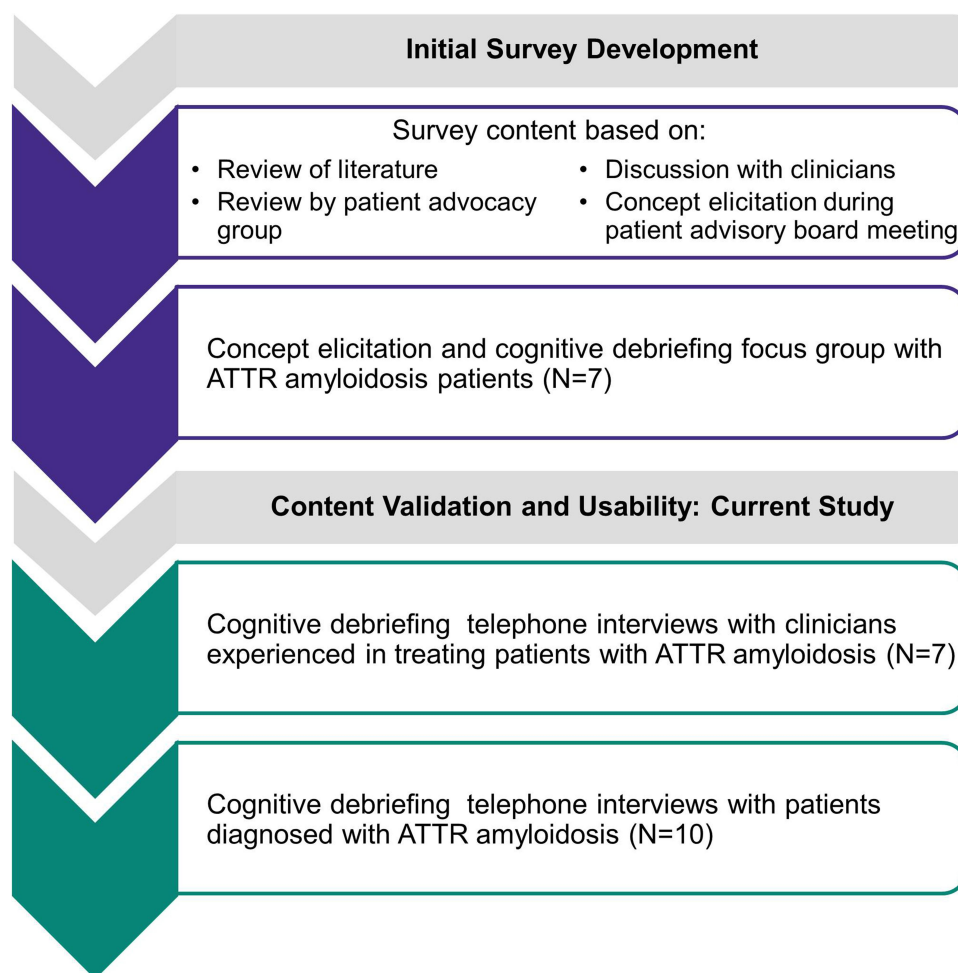 Initial Survey Development
Survey content based on:
• Review of literature
• Review by patient advocacy
group
• Discussion with clinicians
• Concept elicitation during
patient advisory board meeting
Concept elicitation and cognitive debriefing focus group with
ATTR amyloidosis patients (N=7)
Content Validation and Usability: Current Study
Cognitive debriefing telephone interviews with clinicians
experienced in treating patients with ATTR amyloidosis (N=7)
Cognitive debriefing telephone interviews with patients
diagnosed with ATTR amyloidosis (N=10)